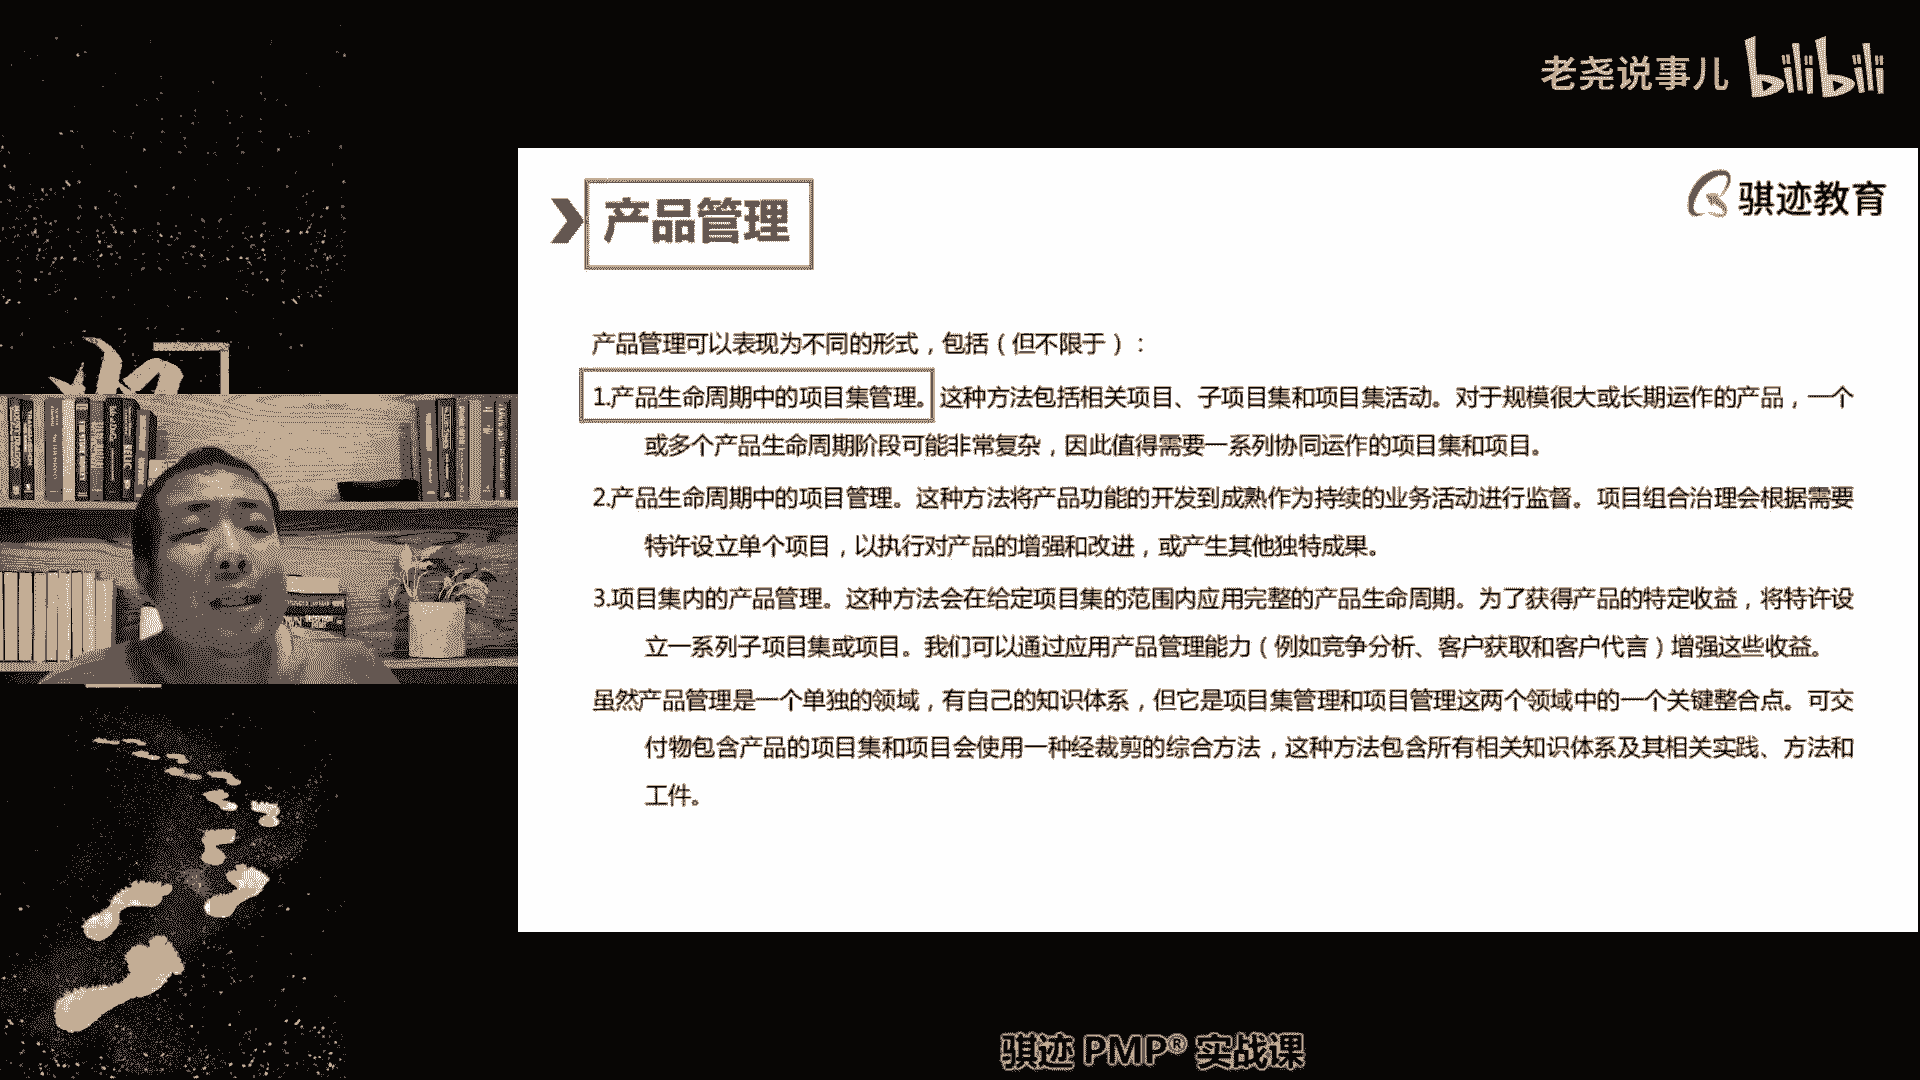 老尧说事儿 bilibili
骐迹教育
产品管理
产品管理可以表现为不同的形式，包括（但不限于）：
1.产品生命周期中的项目集管理。这种方法包括相关项目、子项目集和项目集活动。对于规模很大或长期运作的产品，一个
或多个产品生命周期阶段可能非常复杂，因此值得需要一系列协同运作的项目集和项目。
2.产品生命周期中的项目管理。这种方法将产品功能的开发到成熟作为持续的业务活动进行监督。项目组合治理会根据需要
特许设立单个项目，以执行对产品的增强和改进，或产生其他独特成果。
3.项目集内的产品管理。这种方法会在给定项目集的范围内应用完整的产品生命周期。为了获得产品的特定收益，将特许设
立一系列子项目集或项目。我们可以通过应用产品管理能力（例如竞争分析、客户获取和客户代言）增强这些收益。
虽然产品管理是一个单独的领域，有自己的知识体系，但它是项目集管理和项目管理这两个领域中的一个关键整合点。可交
付物包含产品的项目集和项目会使用一种经裁剪的综合方法，这种方法包含所有相关知识体系及其相关实践、方法和
工件。
骐迹 PMP® 实战课